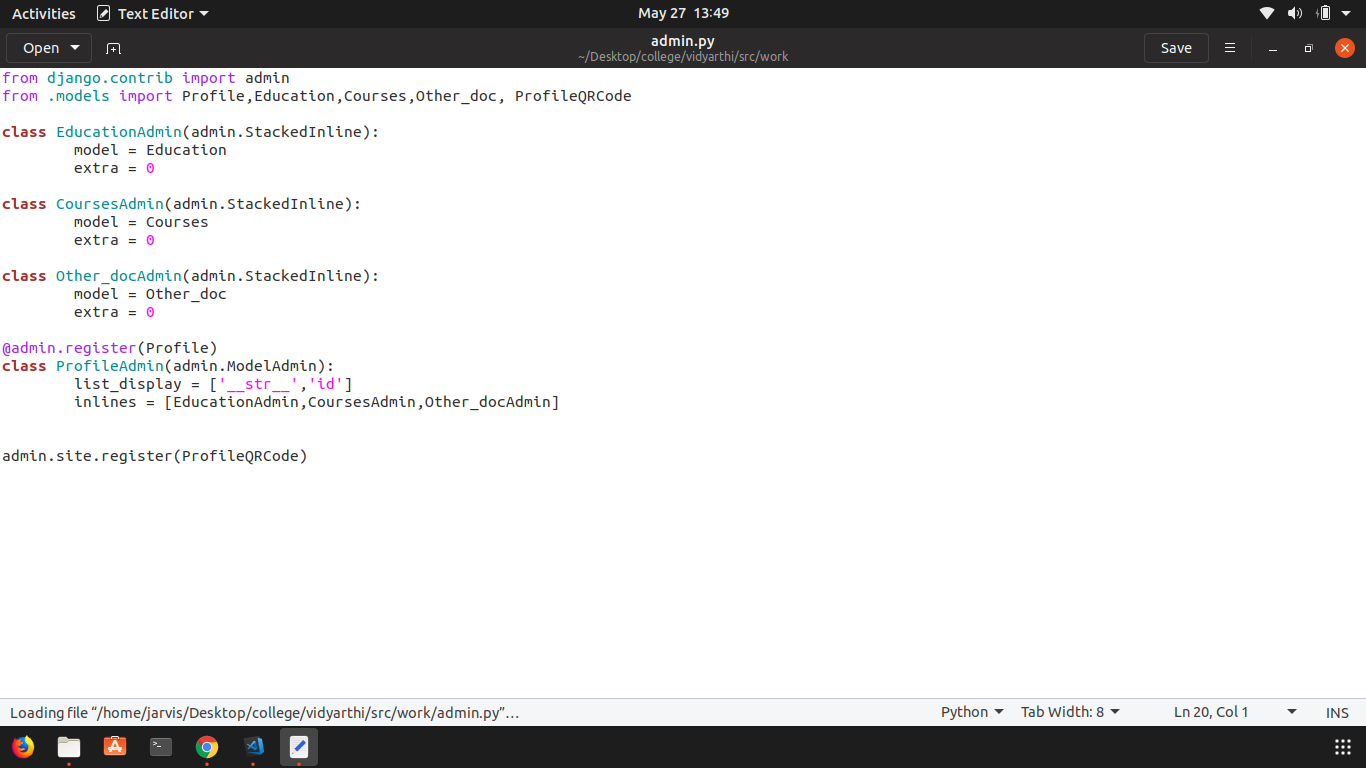 Activities Text Editor May 27 13:49
Open admin.py Save
~/Desktop/college/vidyarthi/src/work
from django.contrib import admin
from .models import Profile,Education,Courses,Other_doc, ProfileQRCode
class EducationAdmin(admin.StackedInline):
model = Education
extra = 0
class CoursesAdmin(admin.StackedInline):
model = Courses
extra = 0
class Other_docAdmin(admin.StackedInline):
model = Other_doc
extra = 0
@admin.register(Profile)
class ProfileAdmin(admin.ModelAdmin):
list_display = ['__str__','id']
inlines = [EducationAdmin,CoursesAdmin,Other_docAdmin]
admin.site.register(ProfileQRCode)
Loading file “/home/jarvis/Desktop/college/vidyarthi/src/work/admin.py”… Python Tab Width: 8 Ln 20, Col 1 INS